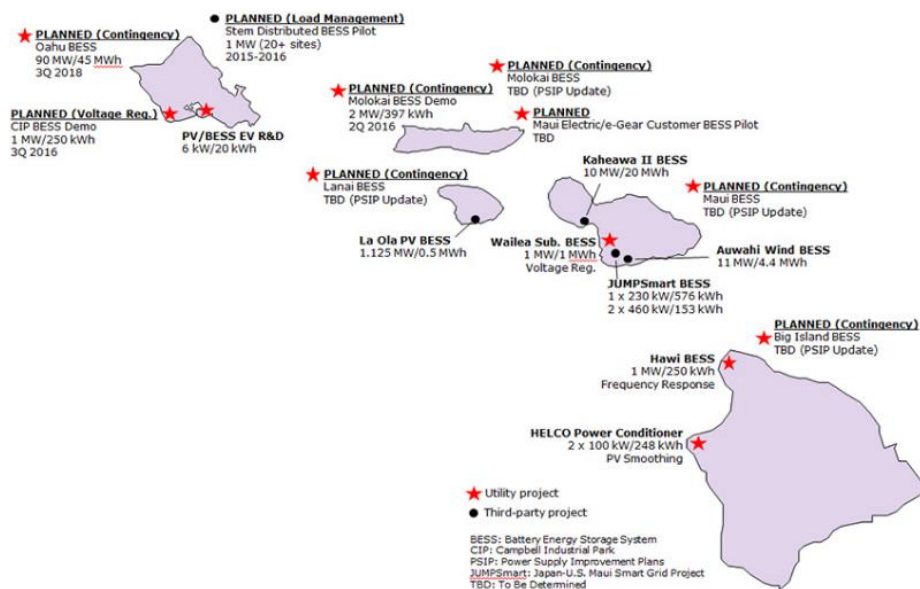 PLANNED (Contingency)
Oahu BESS
90 MW/45 MWh
3Q 2018
PLANNED (Load Management)
Stem Distributed BESS Pilot
1 MW (20+ sites)
2015-2016
PLANNED (Voltage Reg.)
CIP BESS Demo
1 MW/250 kWh
3Q 2016
PV/BESS EV R&D
6 kW/20 kWh
PLANNED (Contingency)
Molokai BESS Demo
2 MW/397 kWh
2Q 2016
PLANNED (Contingency)
Molokai BESS
TBD (PSIP Update)
PLANNED
Maui Electric/e-Gear Customer BESS Pilot
TBD
PLANNED (Contingency)
Lanai BESS
TBD (PSIP Update)
La Ola PV BESS
1.125 MW/0.5 MWh
Kaheawa II BESS
10 MW/20 MWh
PLANNED (Contingency)
Maui BESS
TBD (PSIP Update)
Wailea Sub. BESS
1 MW/1 MWh
Voltage Reg.
Auwahi Wind BESS
11 MW/4.4 MWh
JUMPSmart BESS
1 x 230 kW/576 kWh
2 x 460 kW/153 kWh
PLANNED (Contingency)
Big Island BESS
TBD (PSIP Update)
Hawi BESS
1 MW/250 kWh
Frequency Response
HELCO Power Conditioner
2 x 100 kW/248 kWh
PV Smoothing
Utility project
Third-party project
BESS: Battery Energy Storage System
CIP: Campbell Industrial Park
PSIP: Power Supply Improvement Plans
JUMPSmart: Japan-U.S. Maui Smart Grid Project
TBD: To Be Determined